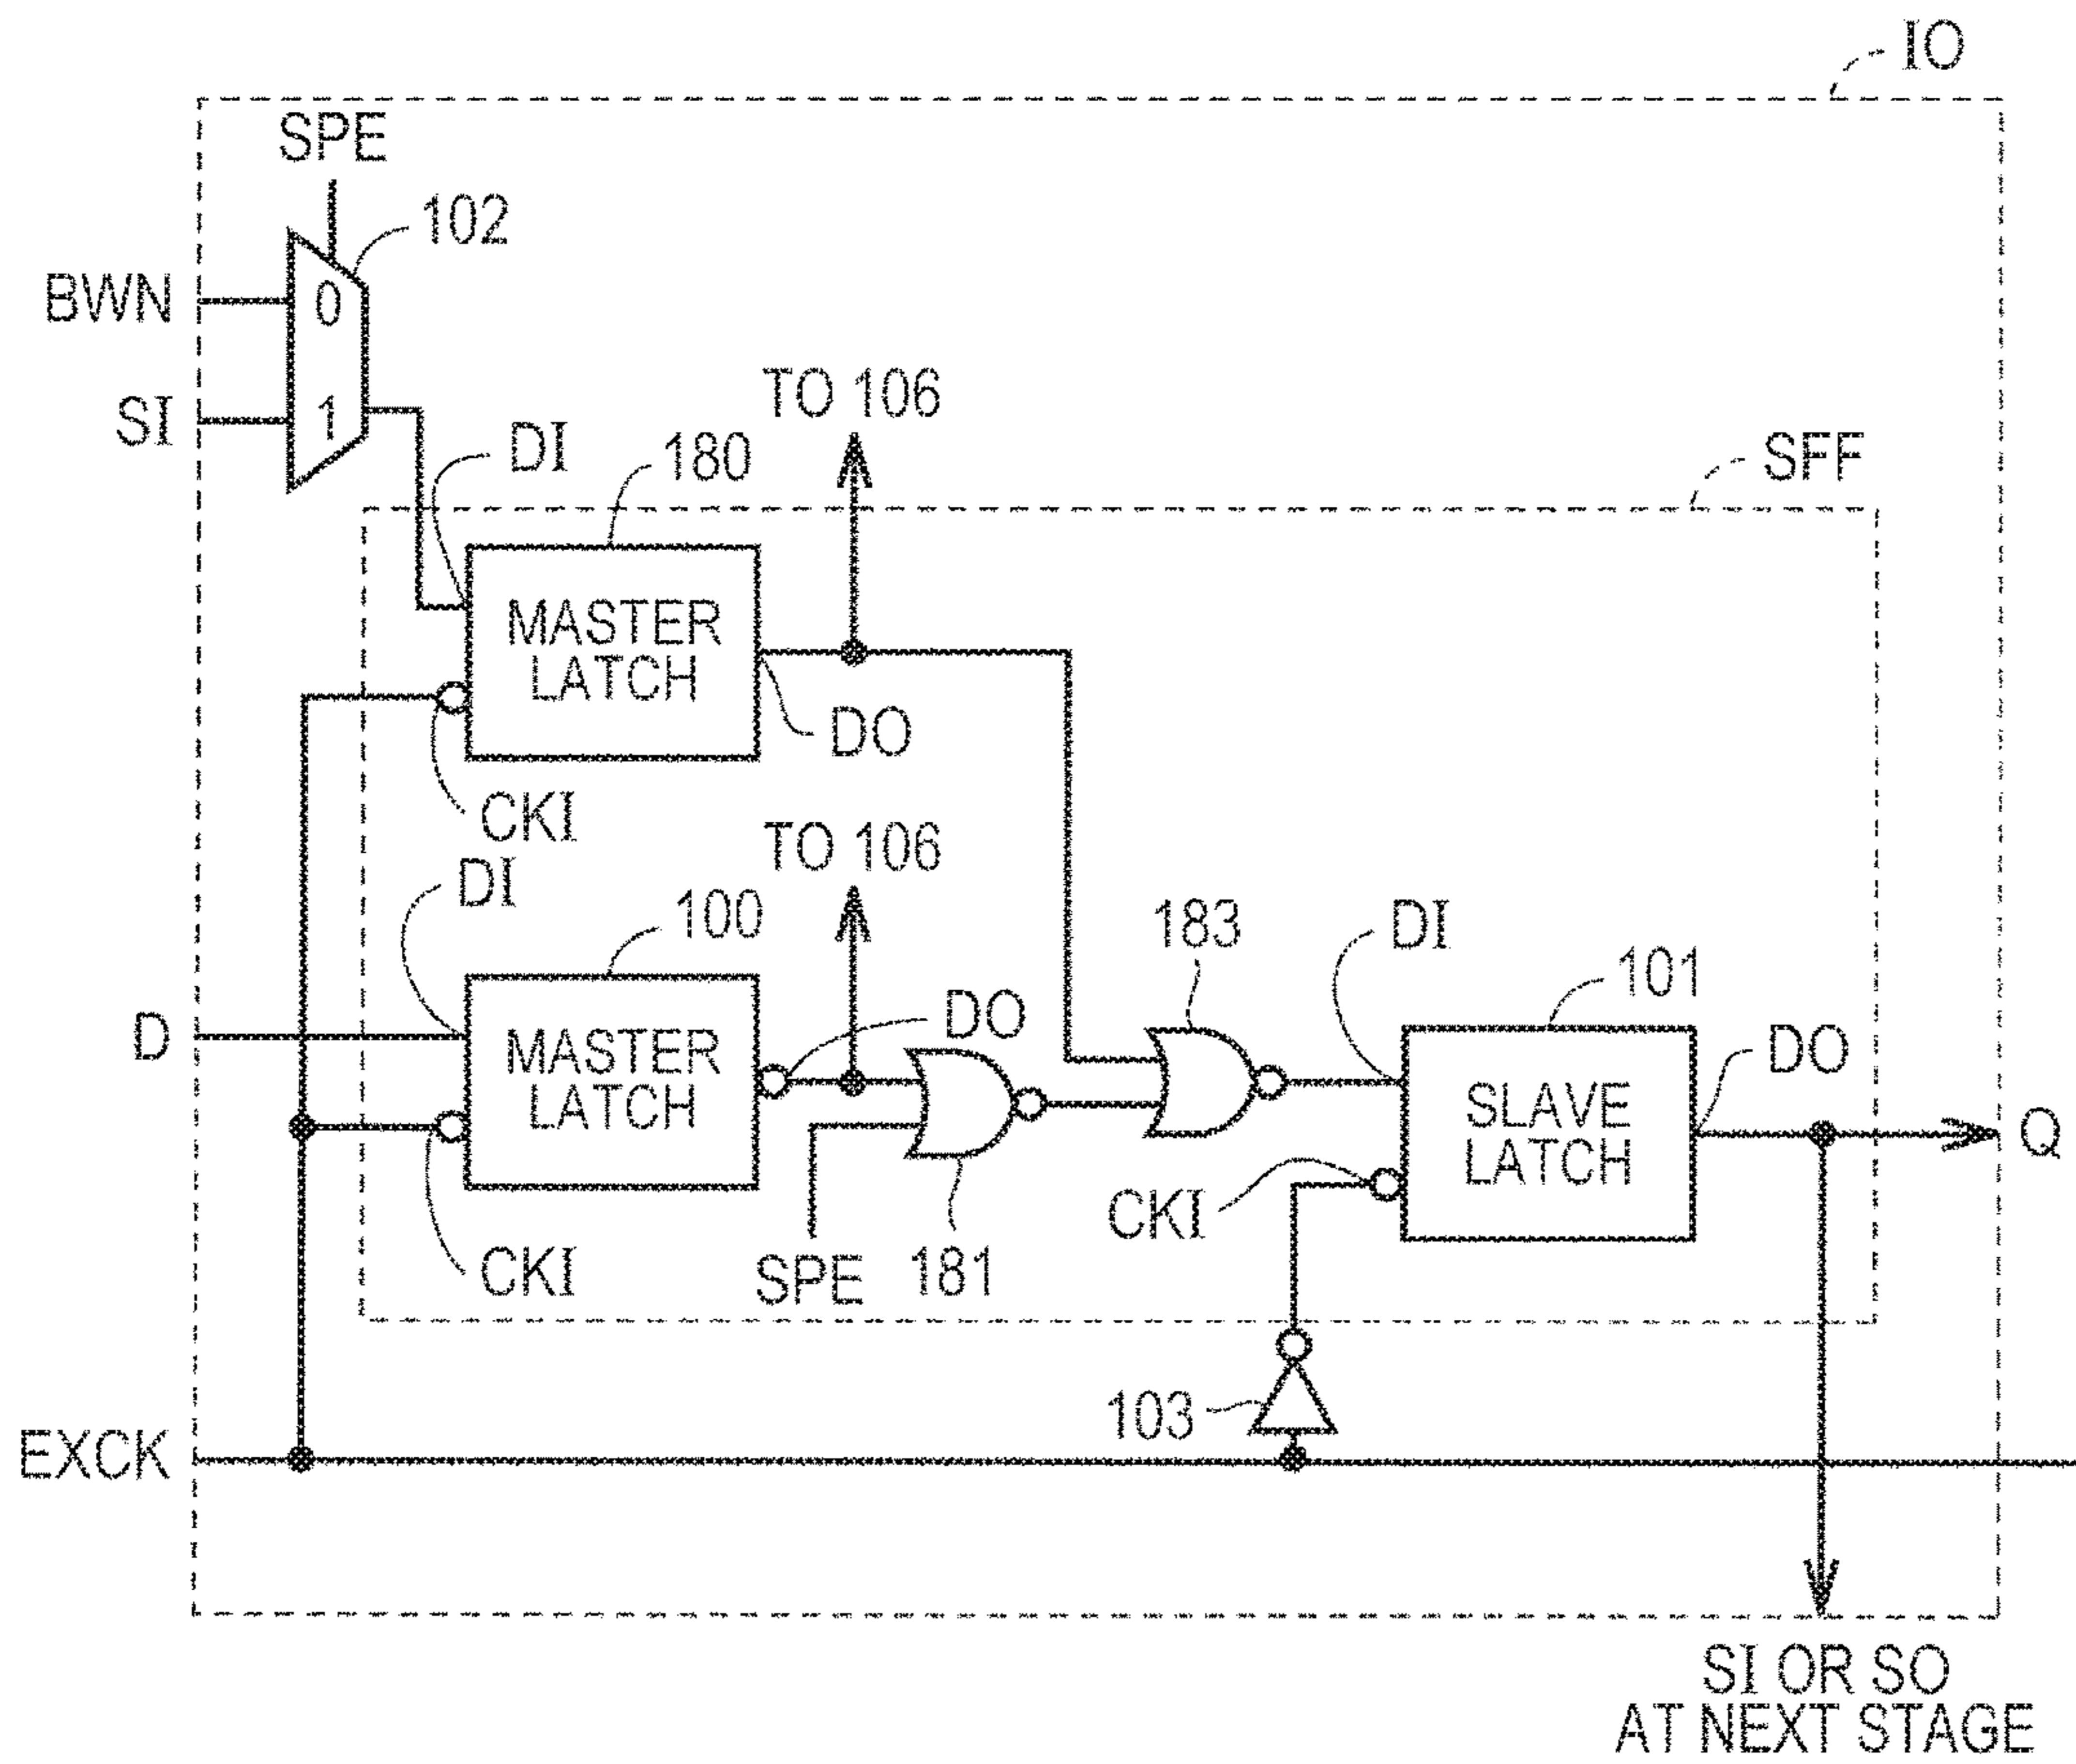 IO
SPE
102
BWN
0
SI
1
TO 106
DI
180
SFF
MASTER
LATCH
DO
CKI
TO 106
DI
100
183
DI
101
D
MASTER
LATCH
DO
SLAVE
LATCH
DO
Q
CKI
CKI
SPE
181
103
EXCK
SI OR SO
AT NEXT STAGE